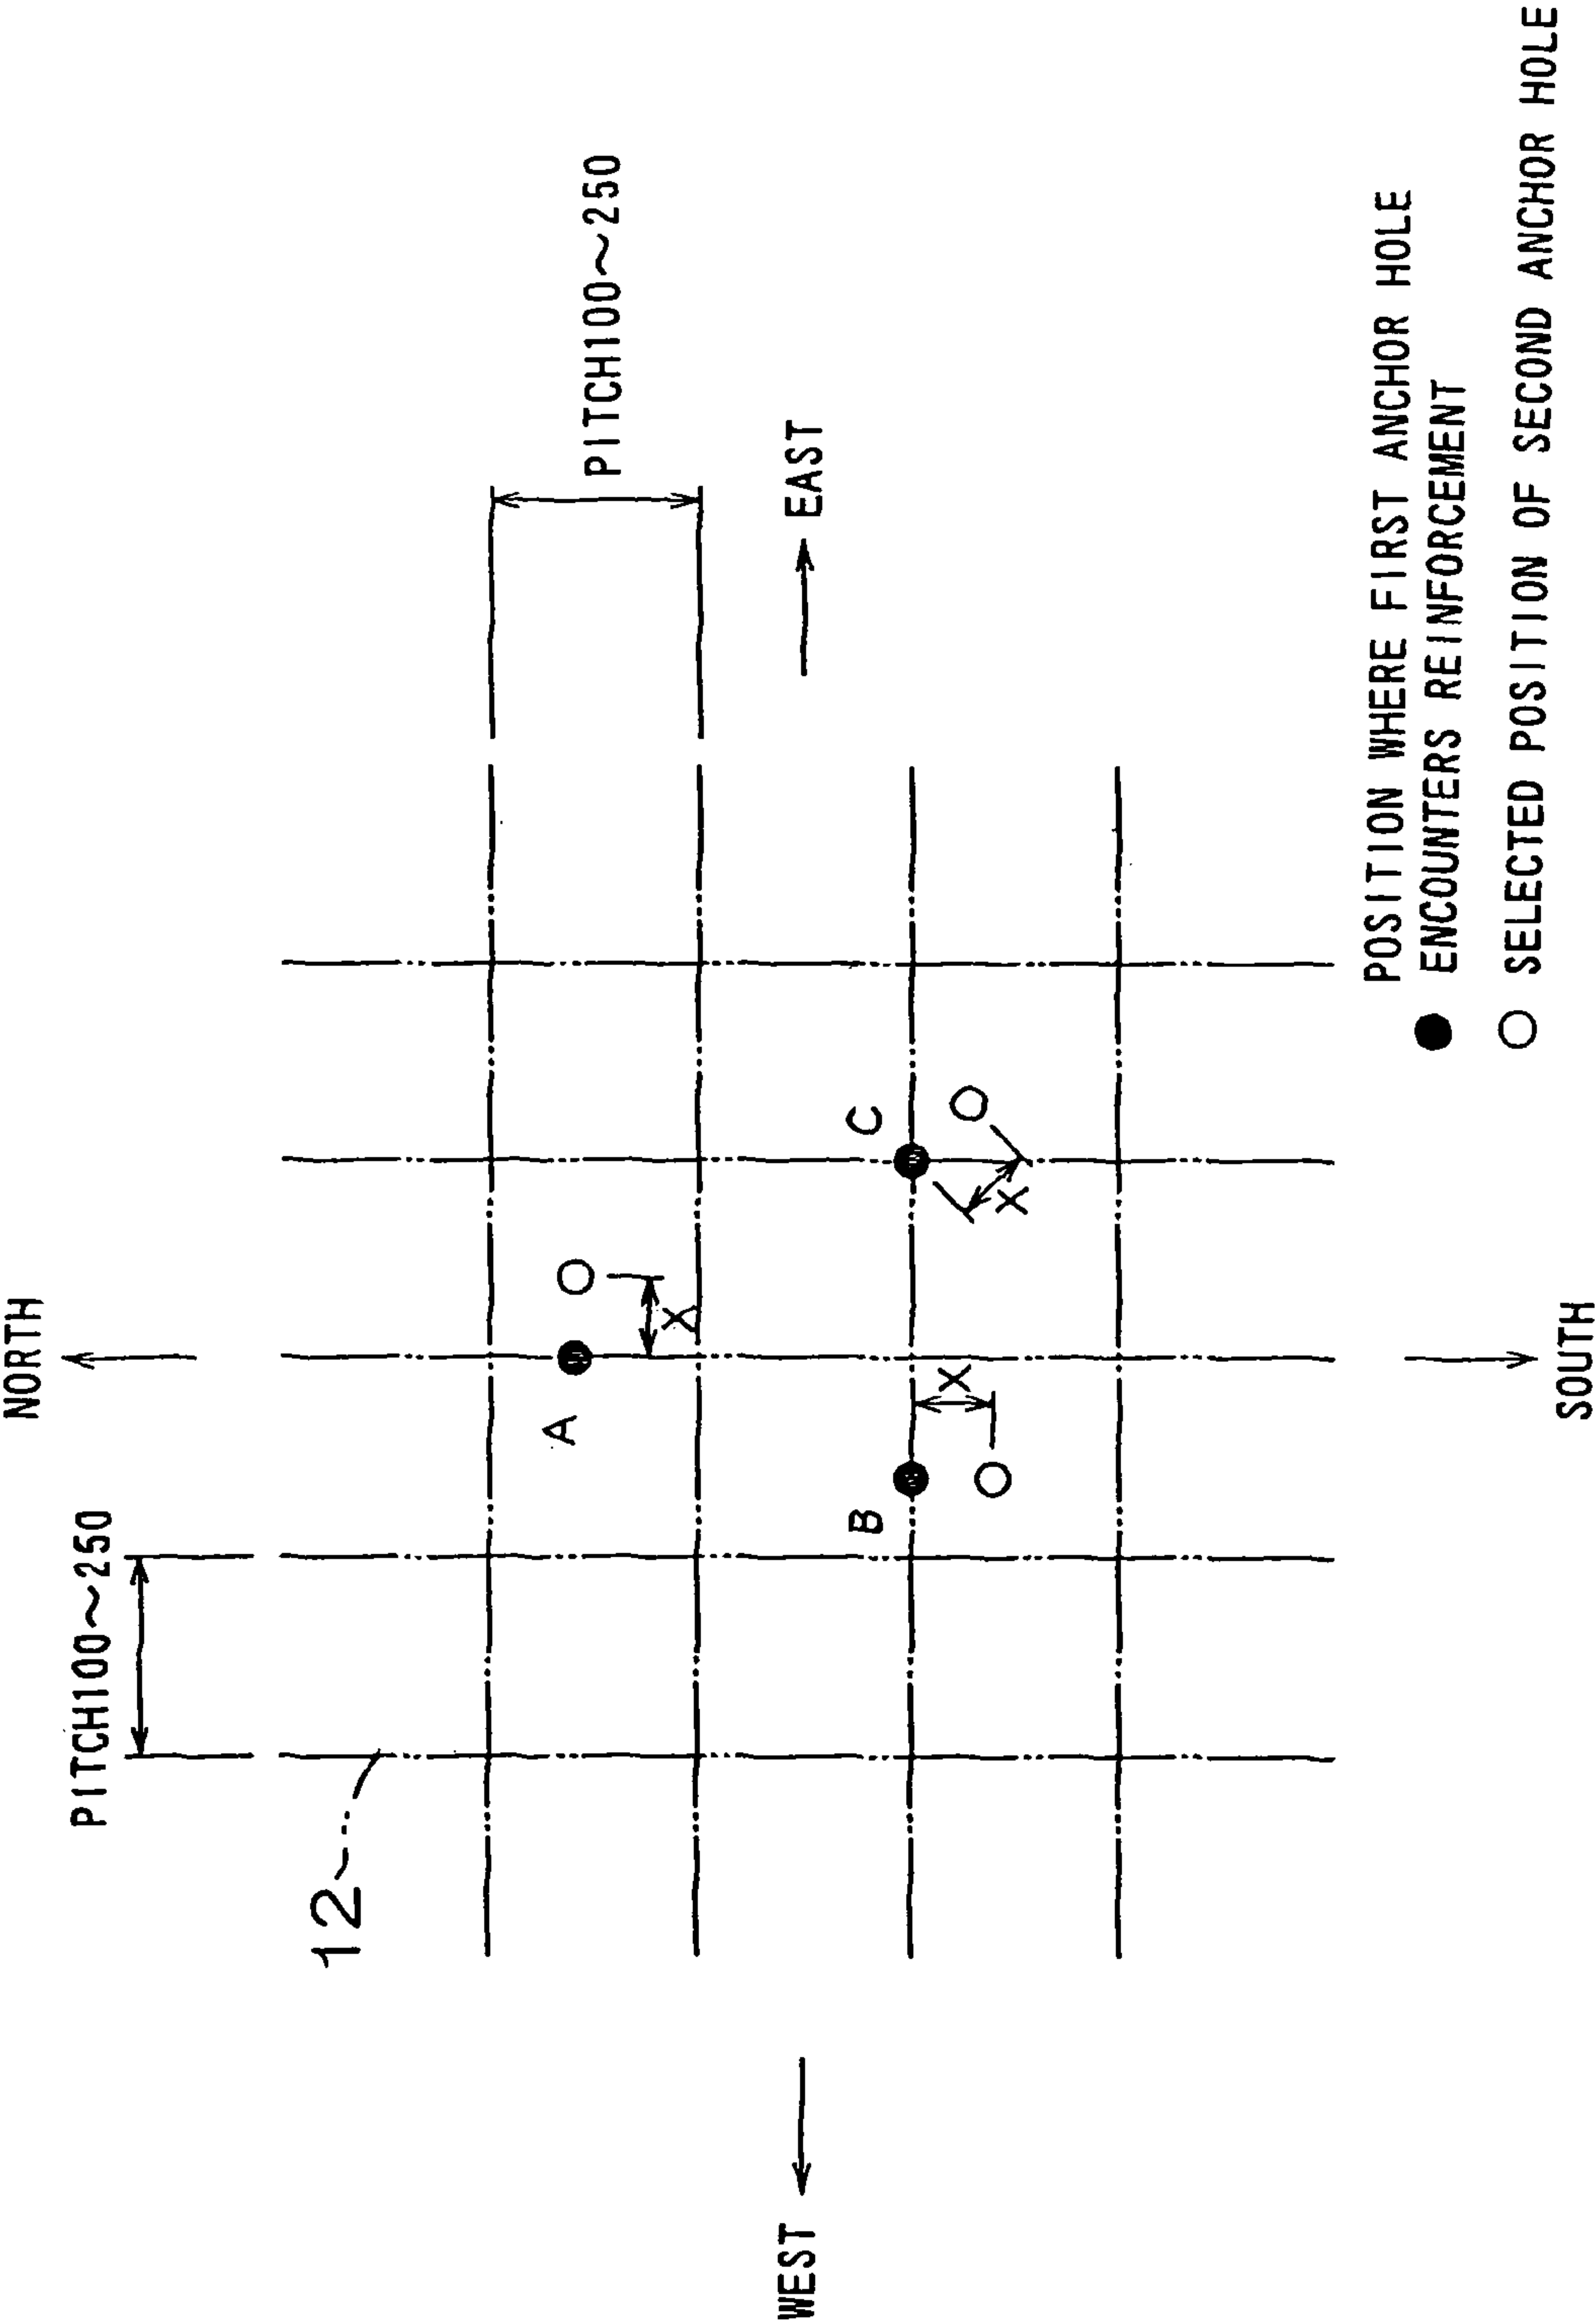 NORTH
PITCH100~250
12
A
PITCH100~250
X
WEST
EAST
B
C
X
X
POSITION WHERE FIRST ANCHOR HOLE
ENCOUNTERS REINFORCEMENT
SELECTED POSITION OF SECOND ANCHOR HOLE
SOUTH